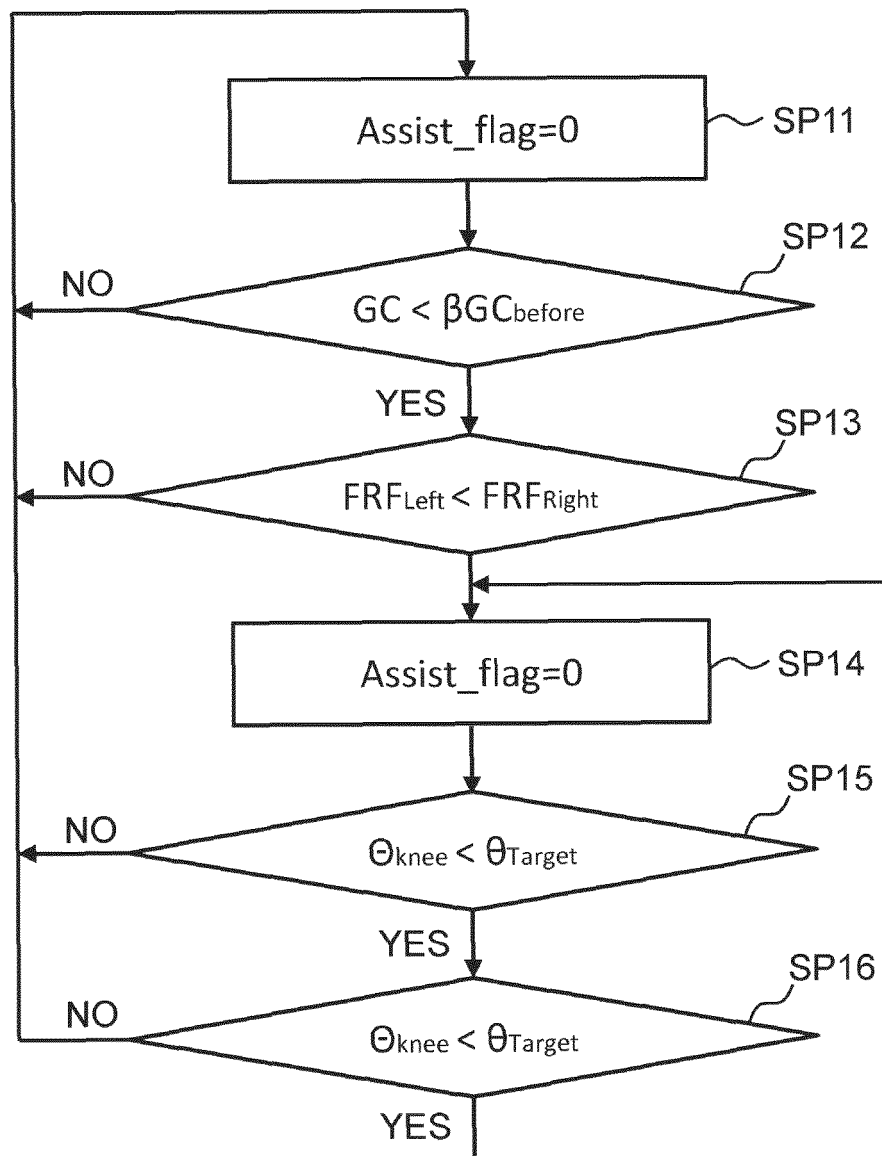 Assist_flag=0
SP11
SP12
NO
GC < βGCbefore
YES
SP13
NO
FRFLeft < FRFRight
Assist_flag=0
SP14
SP15
NO
Θknee < θTarget
YES
SP16
NO
Θknee < θTarget
YES